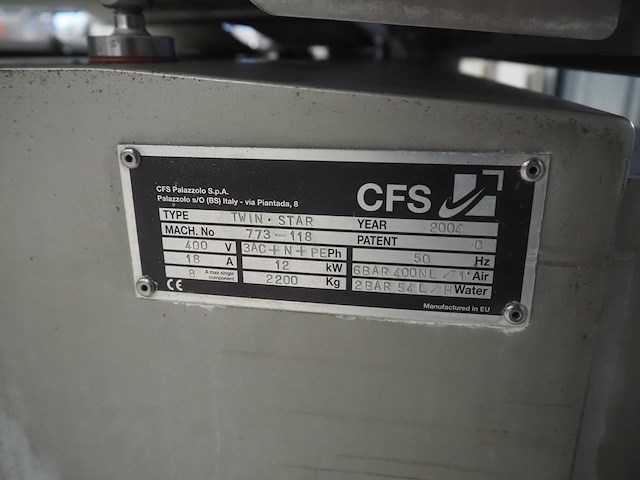 CFS Palazzolo S.p.A.
Palazzolo s/O (BS) Italy - via Piantada, 8
CFS
TYPE TWIN·STAR YEAR 2004
MACH. No 773-118 PATENT 0
400 V 3AC+N+PE Ph 50 Hz
18 A 12 kW 6BAR 400NL/1' Air
8 A max single component 2200 Kg 2BAR 54L/H Water
CE Manufactured in EU